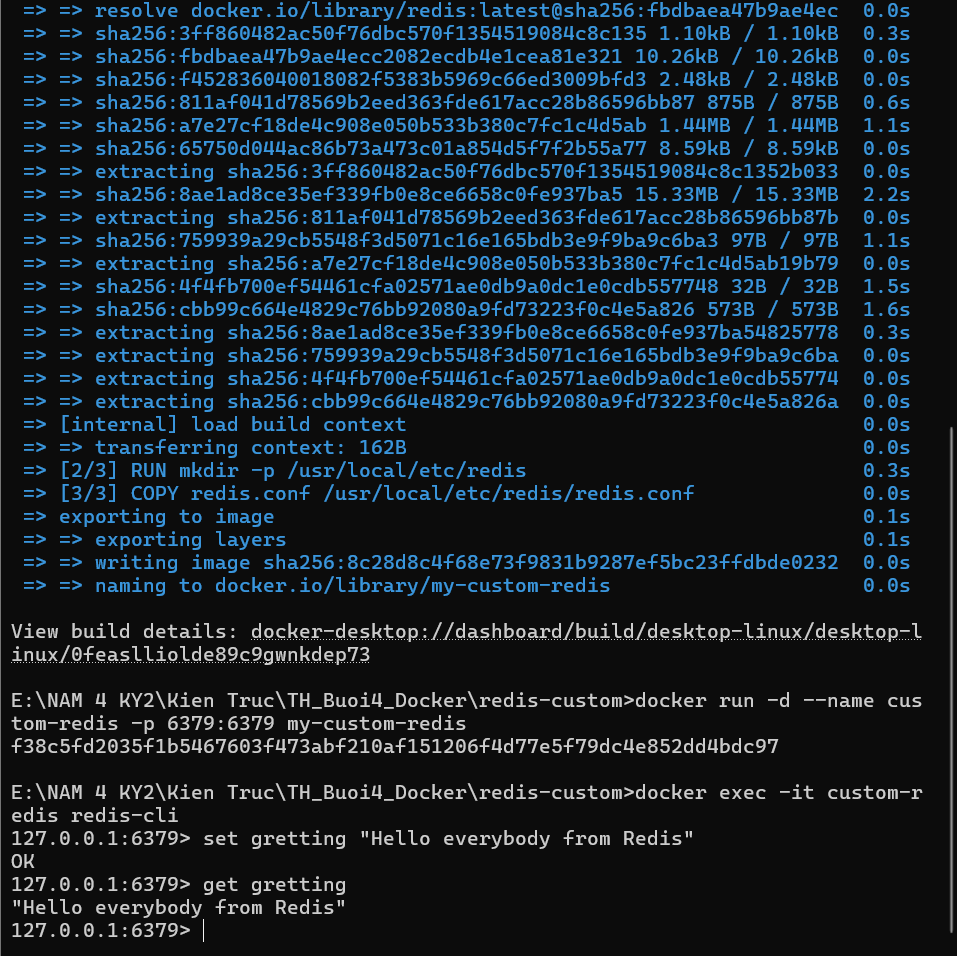 => => resolve docker.io/library/redis:latest@sha256:fbdbaea47b9ae4ec 0.0s
=> => sha256:3ff860482ac50f76dbc570f1354519084c8c135 1.10kB / 1.10kB 0.3s
=> => sha256:fbdbaea47b9ae4ecc2082ecdb4e1cea81e321 10.26kB / 10.26kB 0.0s
=> => sha256:f452836040018082f5383b5969c66ed3009bfd3 2.48kB / 2.48kB 0.0s
=> => sha256:811af041d78569b2eed363fde617acc28b86596bb87 875B / 875B 0.6s
=> => sha256:a7e27cf18de4c908e050b533b380c7fc1c4d5ab 1.44MB / 1.44MB 1.1s
=> => sha256:65750d044ac86b73a473c01a854d5f7f2b55a77 8.59kB / 8.59kB 0.0s
=> => extracting sha256:3ff860482ac50f76dbc570f1354519084c8c1352b033 0.0s
=> => sha256:8ae1ad8ce35ef339fb0e8ce6658c0fe937ba5 15.33MB / 15.33MB 2.2s
=> => extracting sha256:811af041d78569b2eed363fde617acc28b86596bb87b 0.0s
=> => sha256:759939a29cb5548f3d5071c16e165bdb3e9f9ba9c6ba3 97B / 97B 1.1s
=> => extracting sha256:a7e27cf18de4c908e050b533b380c7fc1c4d5ab19b79 0.0s
=> => sha256:4f4fb700ef54461cfa02571ae0db9a0dc1e0cdb557748 32B / 32B 1.5s
=> => sha256:cbb99c664e4829c76bb92080a9fd73223f0c4e5a826 573B / 573B 1.6s
=> => extracting sha256:8ae1ad8ce35ef339fb0e8ce6658c0fe937ba54825778 0.3s
=> => extracting sha256:759939a29cb5548f3d5071c16e165bdb3e9f9ba9c6ba 0.0s
=> => extracting sha256:4f4fb700ef54461cfa02571ae0db9a0dc1e0cdb55774 0.0s
=> => extracting sha256:cbb99c664e4829c76bb92080a9fd73223f0c4e5a826a 0.0s
=> [internal] load build context 0.0s
=> => transferring context: 162B 0.0s
=> [2/3] RUN mkdir -p /usr/local/etc/redis 0.3s
=> [3/3] COPY redis.conf /usr/local/etc/redis/redis.conf 0.0s
=> exporting to image 0.1s
=> => exporting layers 0.1s
=> => writing image sha256:8c28d8c4f68e73f9831b9287ef5bc23ffdbde0232 0.0s
=> => naming to docker.io/library/my-custom-redis 0.0s
View build details: docker-desktop://dashboard/build/desktop-linux/desktop-l
inux/0feaslliolde89c9gwnkdep73
E:\NAM 4 KY2\Kien Truc\TH_Buoi4_Docker\redis-custom>docker run -d --name cus
tom-redis -p 6379:6379 my-custom-redis
f38c5fd2035f1b5467603f473abf210af151206f4d77e5f79dc4e852dd4bdc97
E:\NAM 4 KY2\Kien Truc\TH_Buoi4_Docker\redis-custom>docker exec -it custom-r
edis redis-cli
127.0.0.1:6379> set gretting "Hello everybody from Redis"
OK
127.0.0.1:6379> get gretting
"Hello everybody from Redis"
127.0.0.1:6379>